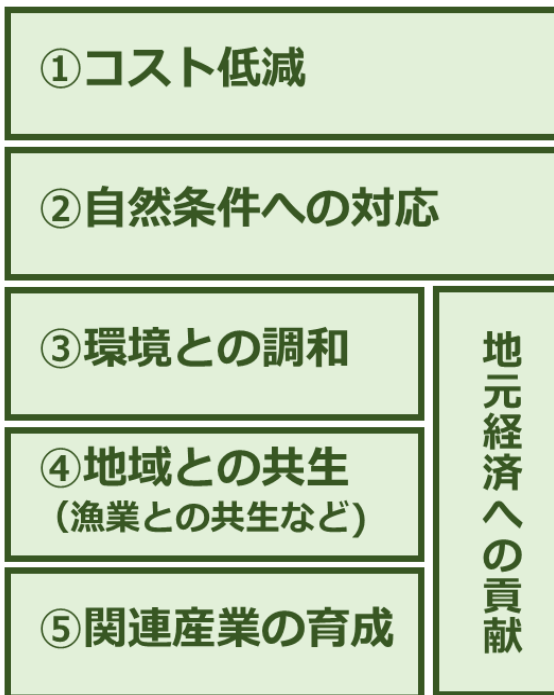 ①コスト低減
②自然条件への対応
③環境との調和
④地域との共生
（漁業との共生など)
⑤関連産業の育成
地元経済への貢献